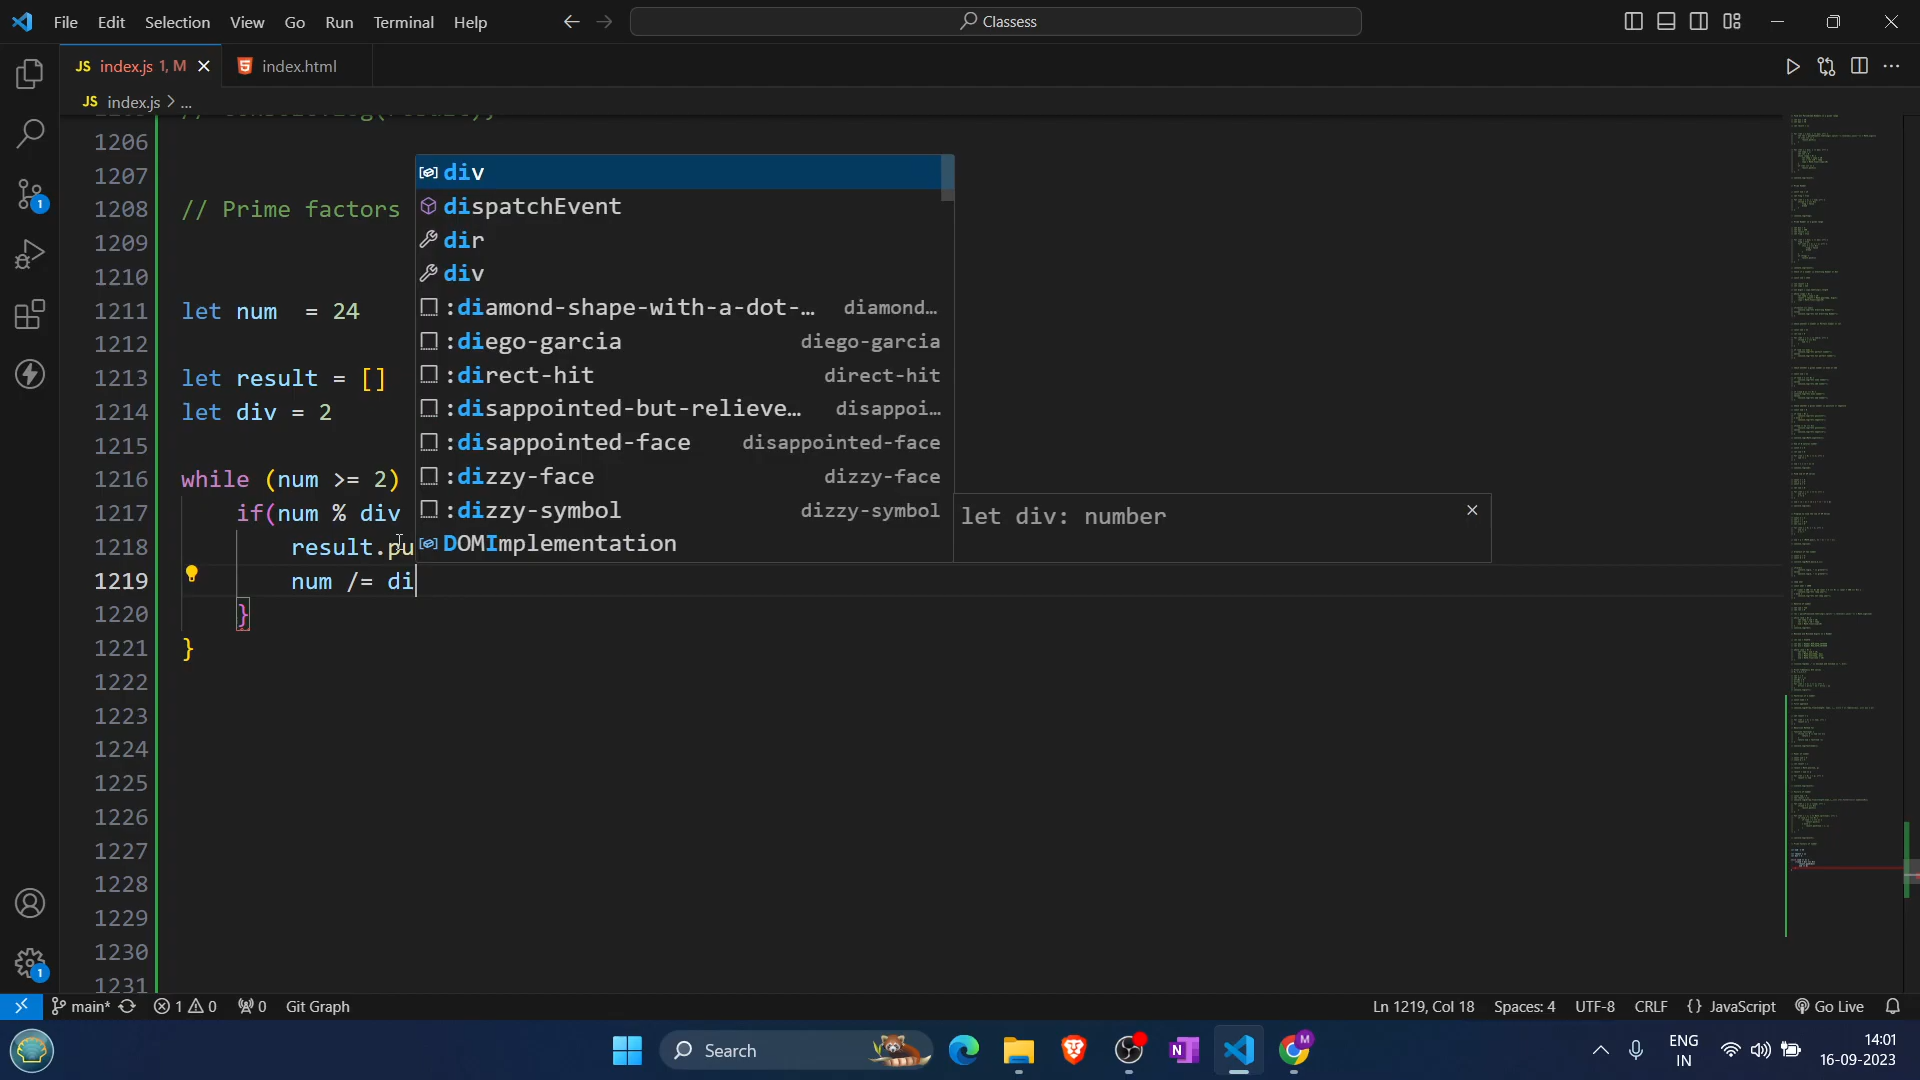 File Edit Selection View Go Run Terminal Help
Classess
JS index.js 1, M
index.html
JS index.js > ...
1206
1207
1208 // Prime factors
1209
1210
1211 let num  = 24
1212
1213 let result = []
1214 let div = 2
1215
1216 while (num >= 2)
1217 if(num % div
1218 result.pu
1219 num /= di
1220 }
1221 }
1222
1223
1224
1225
1226
1227
1228
1229
1230
1231
div
dispatchEvent
dir
div
:diamond-shape-with-a-dot-… diamond…
:diego-garcia diego-garcia
:direct-hit direct-hit
:disappointed-but-relieve… disappoi…
:disappointed-face disappointed-face
:dizzy-face dizzy-face
:dizzy-symbol dizzy-symbol
DOMImplementation
let div: number
1
1
main* 1 0 0 Git Graph
Ln 1219, Col 18 Spaces: 4 UTF-8 CRLF {} JavaScript Go Live
Search
M
ENG
IN
14:01
16-09-2023